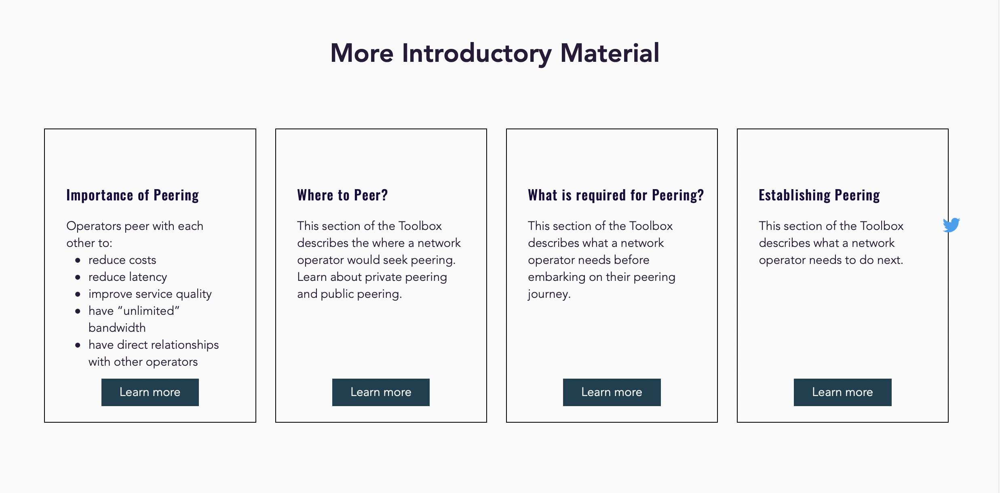 More Introductory Material
Importance of Peering
Operators peer with each
other to:
● reduce costs
● reduce latency
● improve service quality
● have “unlimited”
bandwidth
● have direct relationships
with other operators
Learn more
Where to Peer?
This section of the Toolbox
describes the where a network
operator would seek peering.
Learn about private peering
and public peering.
Learn more
What is required for Peering?
This section of the Toolbox
describes what a network
operator needs before
embarking on their peering
journey.
Learn more
Establishing Peering
This section of the Toolbox
describes what a network
operator needs to do next.
Learn more